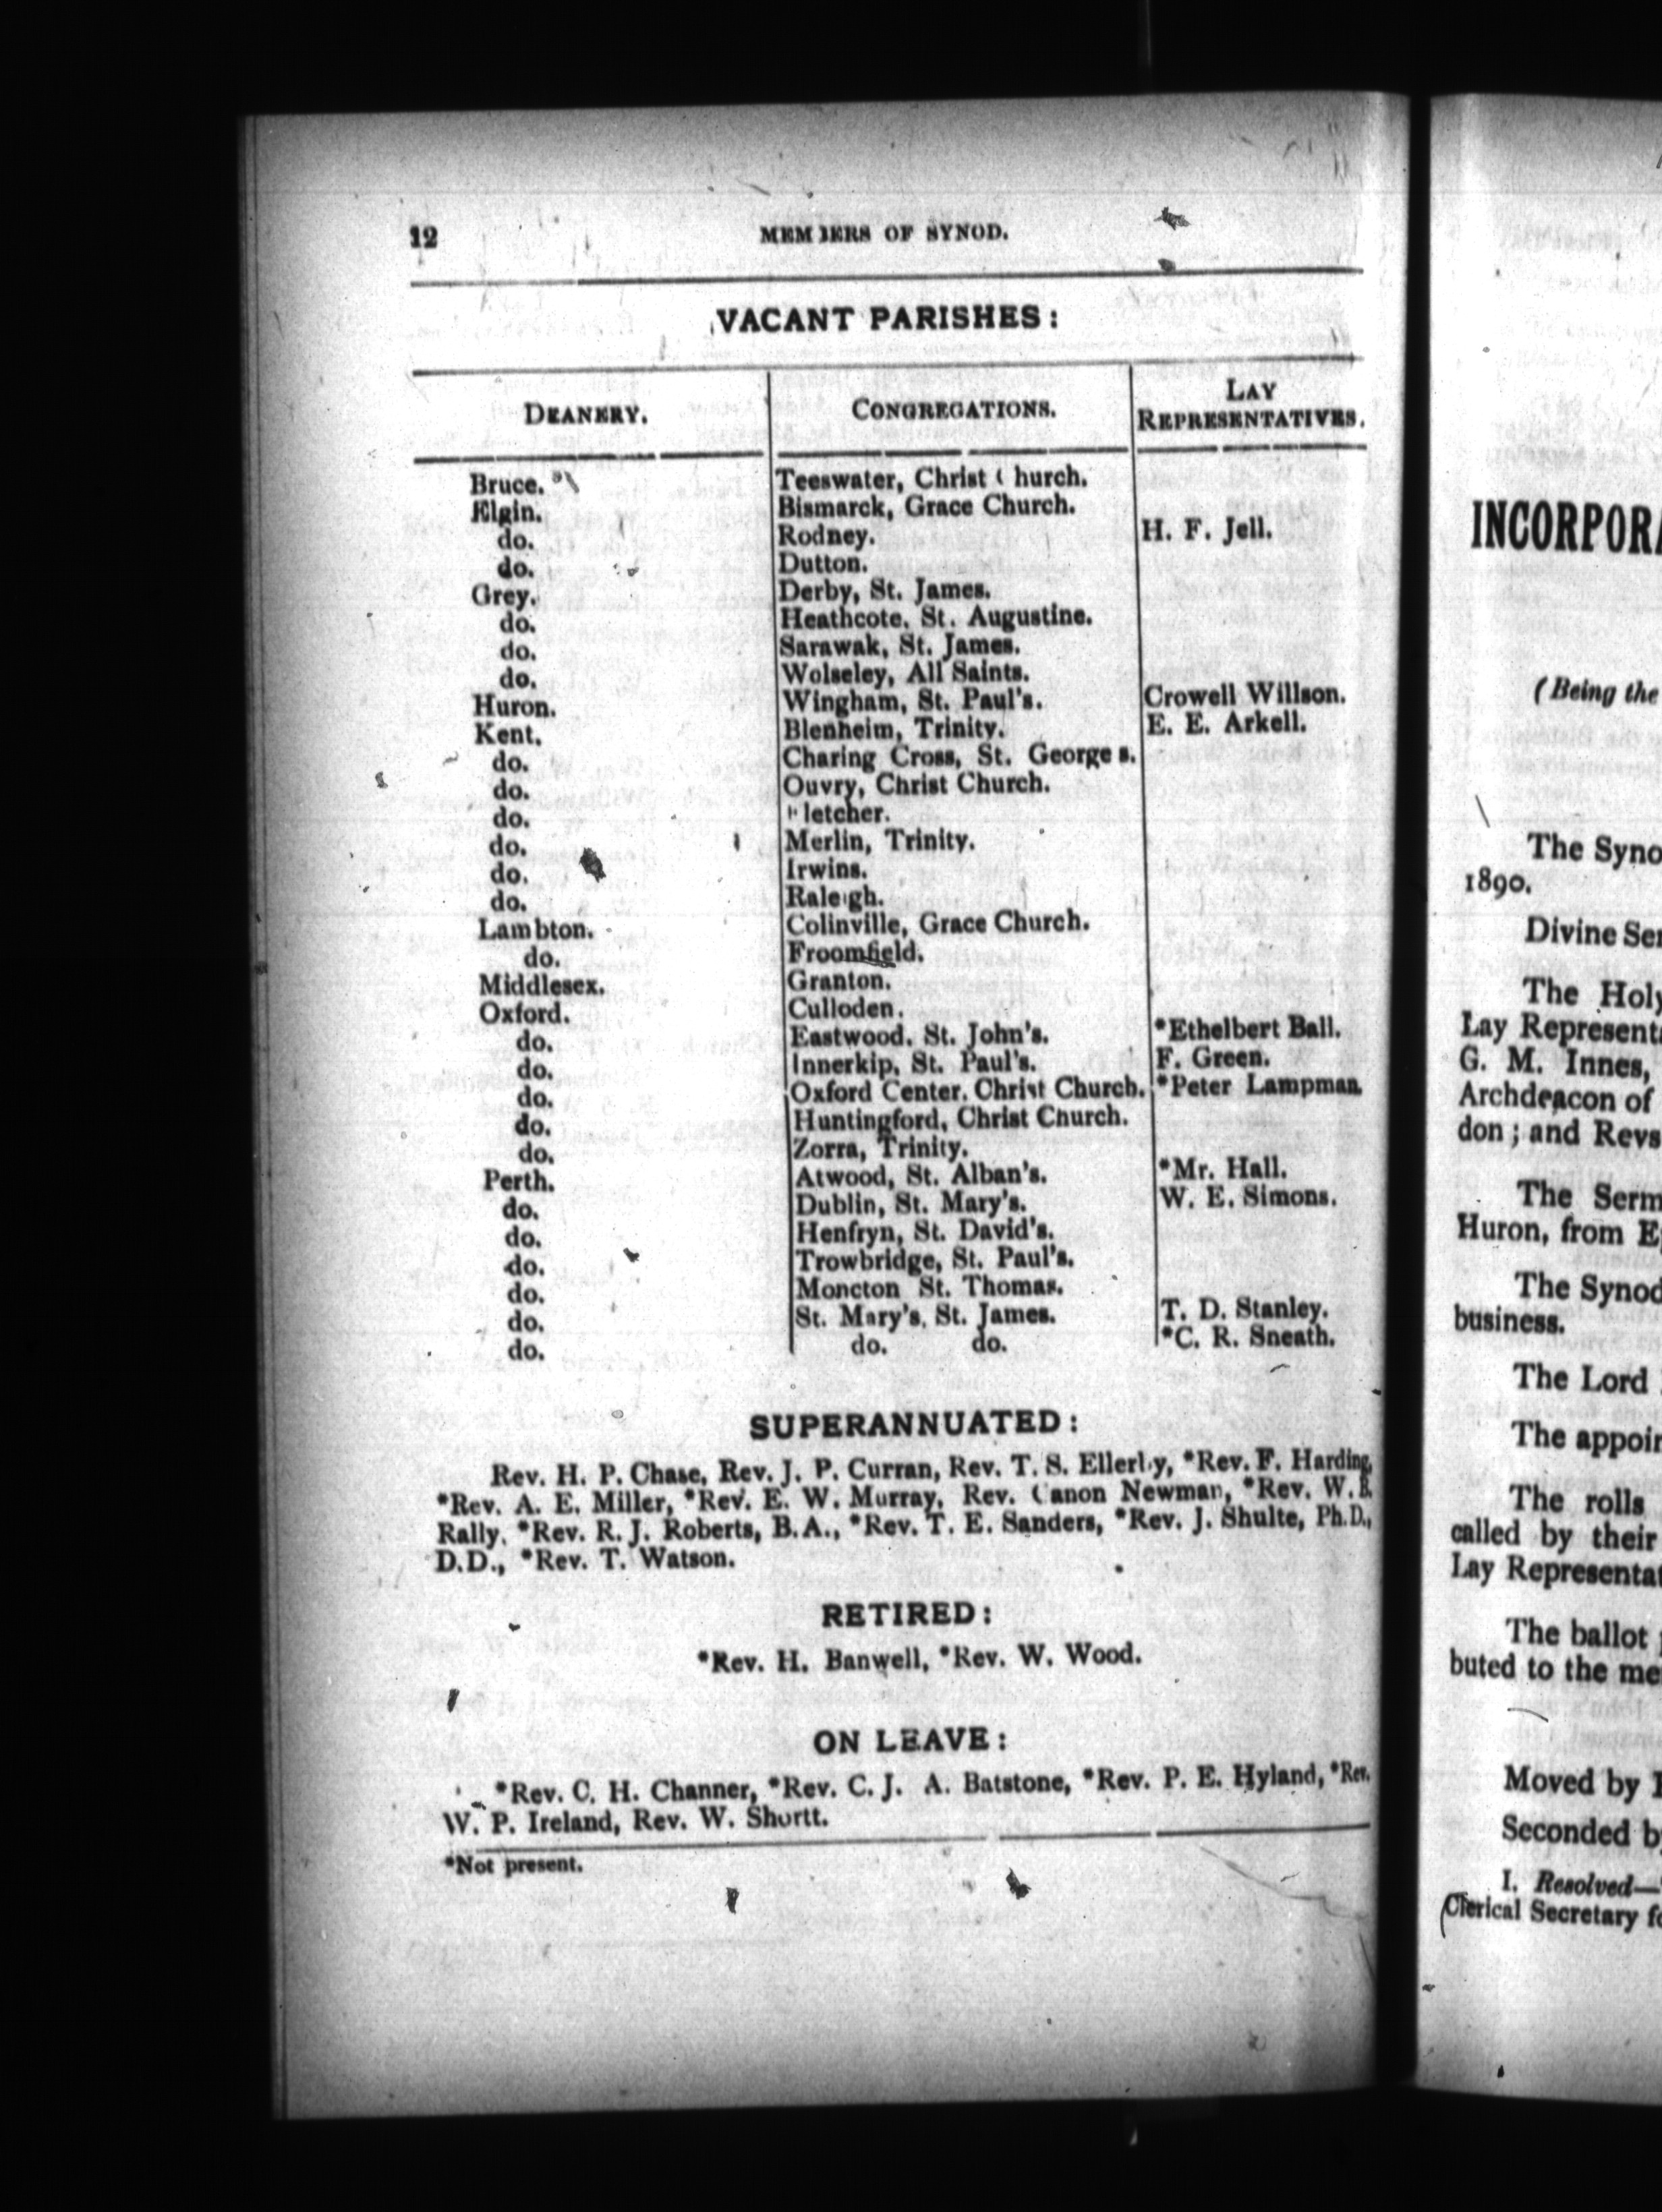 12 MEMBERS OF SYNOD.
VACANT PARISHES:
DEANERY. CONGREGATIONS. LAY REPRESENTATIVES.
Bruce. Teeswater, Christ Church.
Elgin. Bismarck, Grace Church.
do. Rodney. H. F. Jell.
do. Dutton.
Grey. Derby, St. James.
do. Heathcote, St. Augustine.
do. Sarawak, St. James.
do. Wolseley, All Saints.
Huron. Wingham, St. Paul's. Crowell Willson.
Kent. Blenheim, Trinity. E. E. Arkell.
do. Charing Cross, St. George s.
do. Ouvry, Christ Church.
do. Fletcher.
do. Merlin, Trinity.
do. Irwins.
do. Raleigh.
Lambton. Colinville, Grace Church.
do. Froomfield.
Middlesex. Granton.
Oxford. Culloden.
do. Eastwood, St. John's. *Ethelbert Ball.
do. Innerkip, St. Paul's. F. Green.
do. Oxford Center, Christ Church. *Peter Lampman
do. Huntingford, Christ Church.
do. Zorra, Trinity.
Perth. Atwood, St. Alban's. *Mr. Hall.
do. Dublin, St. Mary's. W. E. Simons.
do. Henfryn, St. David's.
do. Trowbridge, St. Paul's.
do. Moncton St. Thomas.
do. St. Mary's, St. James. T. D. Stanley.
do. do. do. *C. R. Sneath.
SUPERANNUATED:
Rev. H. P. Chase, Rev. J. P. Curran, Rev. T. S. Ellerby, *Rev. F. Harding,
*Rev. A. E. Miller, *Rev. E. W. Murray, Rev. Canon Newman, *Rev. W. B.
Rally, *Rev. R. J. Roberts, B.A., *Rev. T. E. Sanders, *Rev. J. Shulte, Ph.D.,
D.D., *Rev. T. Watson.
RETIRED:
*Rev. H. Banwell, *Rev. W. Wood.
ON LEAVE:
*Rev. C. H. Channer, *Rev. C. J. A. Batstone, *Rev. P. E. Hyland, *Rev.
W. P. Ireland, Rev. W. Shortt.
*Not present.
INCORPORA
(Being the
The Syno
1890.
Divine Ser
The Holy
Lay Represent
G. M. Innes,
Archdeacon of
don; and Revs
The Serm
Huron, from E
The Synod
business.
The Lord
The appoin
The rolls
called by their
Lay Representat
The ballot
buted to the me
Moved by
Seconded b
I. Resolved—
Clerical Secretary fo